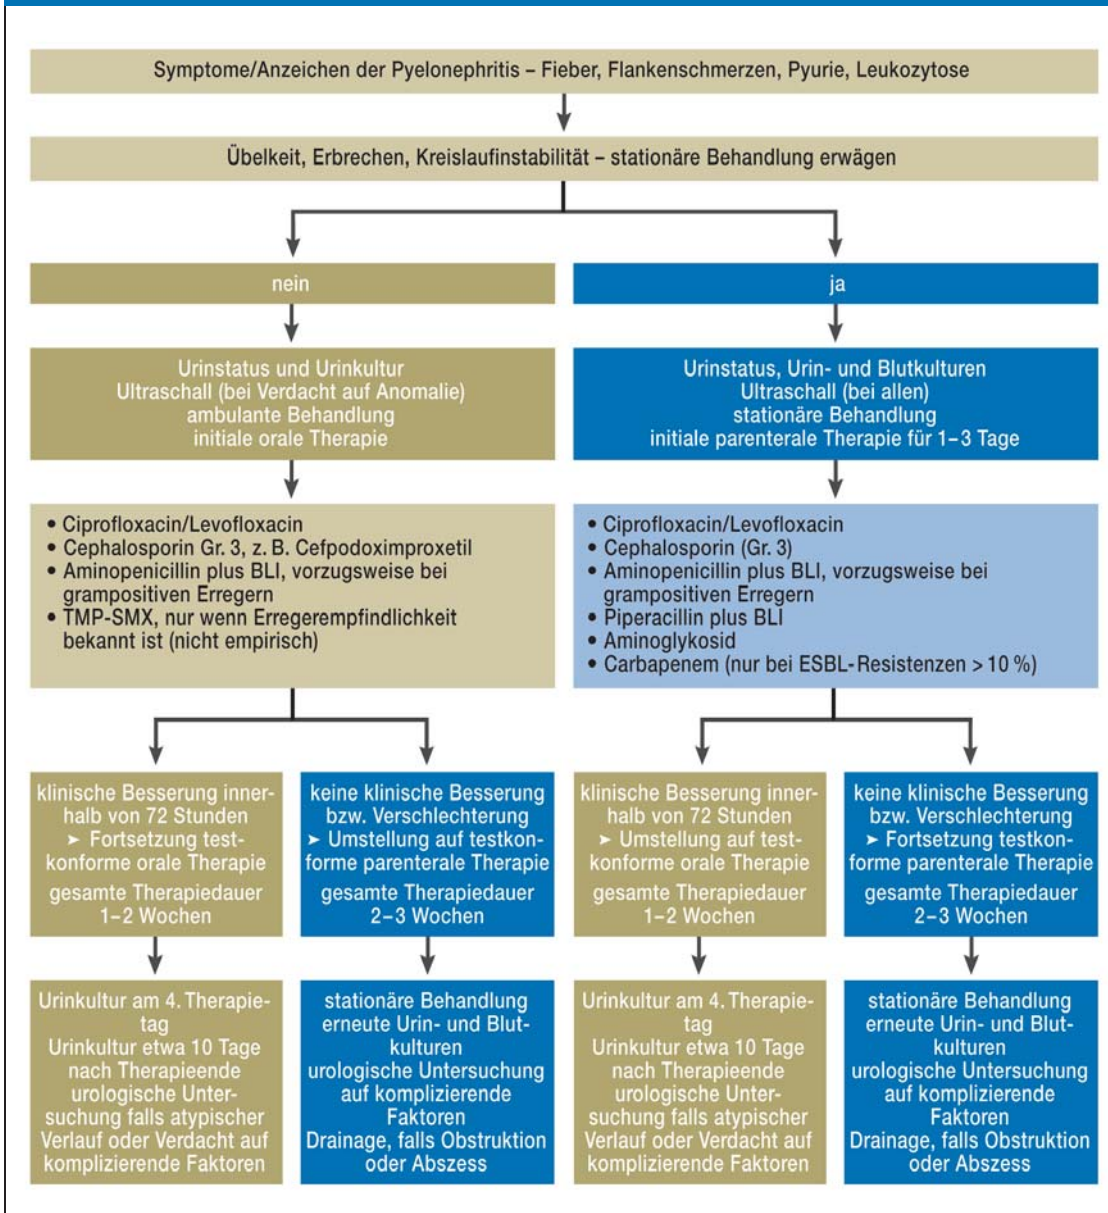 Symptome/Anzeichen der Pyelonephritis – Fieber, Flankenschmerzen, Pyurie, Leukozytose
Übelkeit, Erbrechen, Kreislaufinstabilität – stationäre Behandlung erwägen
nein
ja
Urinstatus und Urinkultur
Ultraschall (bei Verdacht auf Anomalie)
ambulante Behandlung
initiale orale Therapie
Urinstatus, Urin- und Blutkulturen
Ultraschall (bei allen)
stationäre Behandlung
initiale parenterale Therapie für 1–3 Tage
• Ciprofloxacin/Levofloxacin
• Cephalosporin Gr. 3, z. B. Cefpodoximproxetil
• Aminopenicillin plus BLI, vorzugsweise bei
grampositiven Erregern
• TMP-SMX, nur wenn Erregerempfindlichkeit
bekannt ist (nicht empirisch)
• Ciprofloxacin/Levofloxacin
• Cephalosporin (Gr. 3)
• Aminopenicillin plus BLI, vorzugsweise bei
grampositiven Erregern
• Piperacillin plus BLI
• Aminoglykosid
• Carbapenem (nur bei ESBL-Resistenzen > 10 %)
klinische Besserung inner-
halb von 72 Stunden
➤ Fortsetzung test-
konforme orale Therapie
gesamte Therapiedauer
1–2 Wochen
keine klinische Besserung
bzw. Verschlechterung
➤ Umstellung auf testkon-
forme parenterale Therapie
gesamte Therapiedauer
2–3 Wochen
klinische Besserung inner-
halb von 72 Stunden
➤ Umstellung auf test-
konforme orale Therapie
gesamte Therapiedauer
1–2 Wochen
keine klinische Besserung
bzw. Verschlechterung
➤ Fortsetzung testkon-
forme parenterale Therapie
gesamte Therapiedauer
2–3 Wochen
Urinkultur am 4. Therapie-
tag
Urinkultur etwa 10 Tage
nach Therapieende
urologische Unter-
suchung falls atypischer
Verlauf oder Verdacht auf
komplizierende Faktoren
stationäre Behandlung
erneute Urin- und Blut-
kulturen
urologische Untersuchung
auf komplizierende
Faktoren
Drainage, falls Obstruktion
oder Abszess
Urinkultur am 4. Therapie-
tag
Urinkultur etwa 10 Tage
nach Therapieende
urologische Unter-
suchung falls atypischer
Verlauf oder Verdacht auf
komplizierende Faktoren
stationäre Behandlung
erneute Urin- und Blut-
kulturen
urologische Untersuchung
auf komplizierende
Faktoren
Drainage, falls Obstruktion
oder Abszess